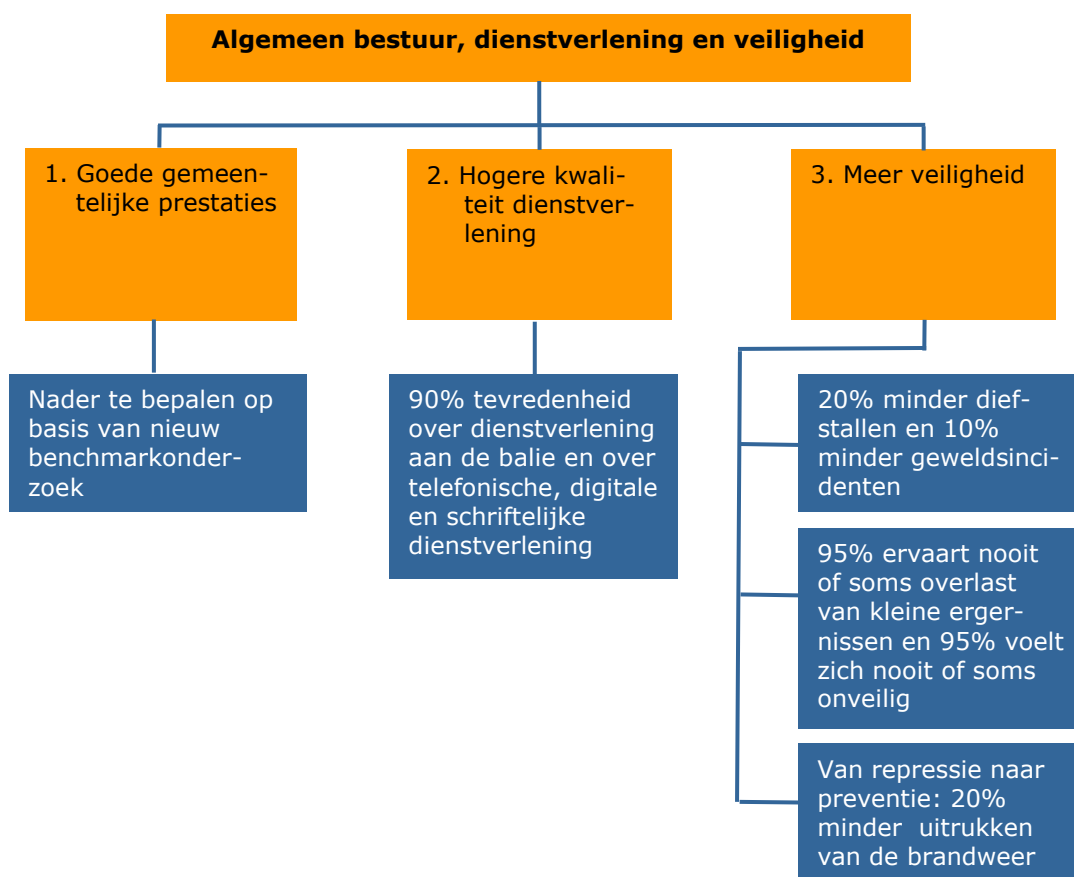 Algemeen bestuur, dienstverlening en veiligheid
1. Goede gemeen-
telijke prestaties
2. Hogere kwali-
teit dienstver-
lening
3. Meer veiligheid
Nader te bepalen op
basis van nieuw
benchmarkonder-
zoek
90% tevredenheid
over dienstverlening
aan de balie en over
telefonische, digitale
en schriftelijke
dienstverlening
20% minder dief-
stallen en 10%
minder geweldsinci-
denten
95% ervaart nooit
of soms overlast
van kleine erger-
nissen en 95% voelt
zich nooit of soms
onveilig
Van repressie naar
preventie: 20%
minder uitrukken
van de brandweer